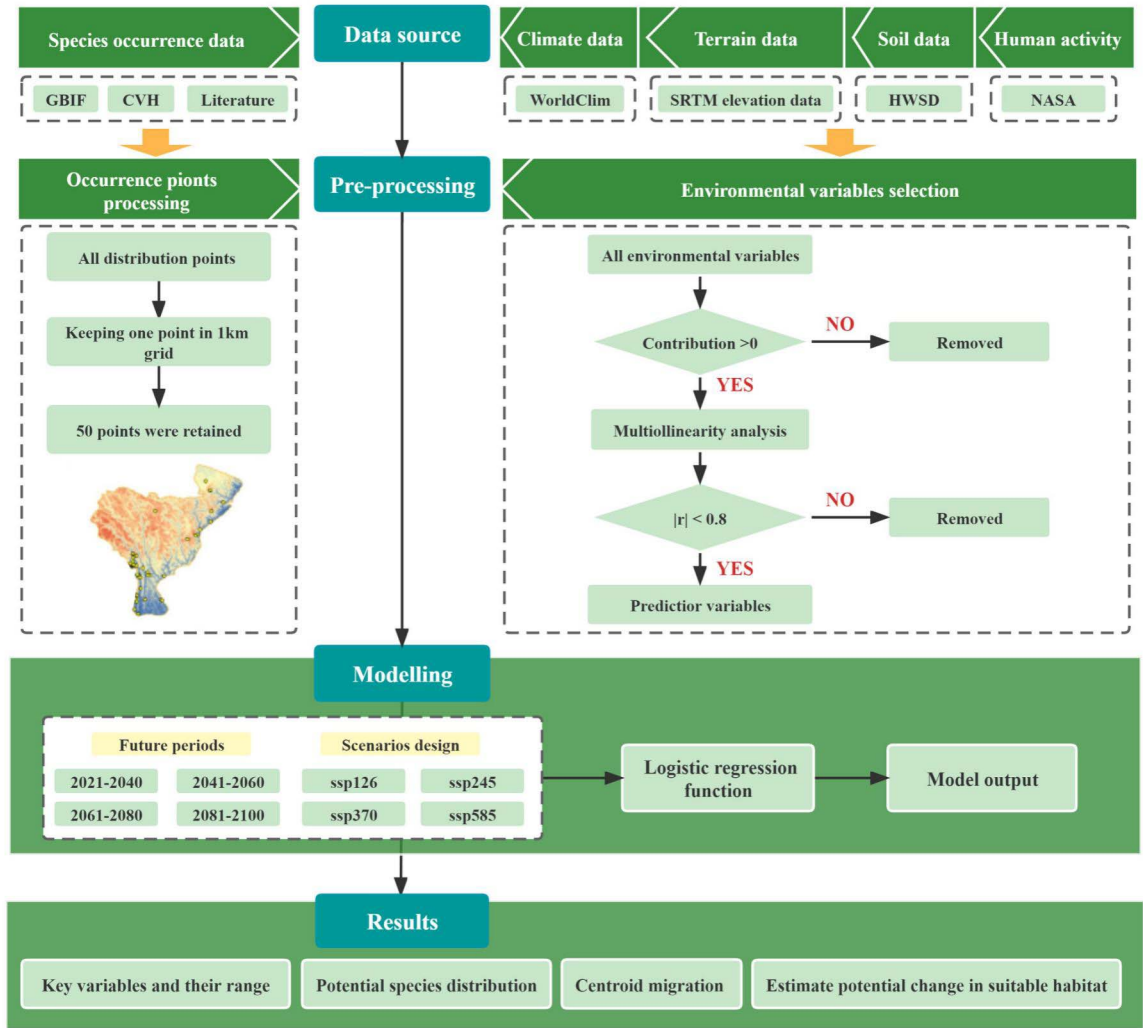 Species occurrence data
Data source
Climate data
Terrain data
Soil data
Human activity
GBIF
CVH
Literature
WorldClim
SRTM elevation data
HWSD
NASA
Occurrence pionts
processing
Pre-processing
Environmental variables selection
All distribution points
Keeping one point in 1km
grid
50 points were retained
All environmental variables
Contribution >0
NO
Removed
YES
Multiollinearity analysis
|r| < 0.8
NO
Removed
YES
Predictior variables
Modelling
Future periods
Scenarios design
2021-2040
2041-2060
ssp126
ssp245
2061-2080
2081-2100
ssp370
ssp585
Logistic regression
function
Model output
Results
Key variables and their range
Potential species distribution
Centroid migration
Estimate potential change in suitable habitat